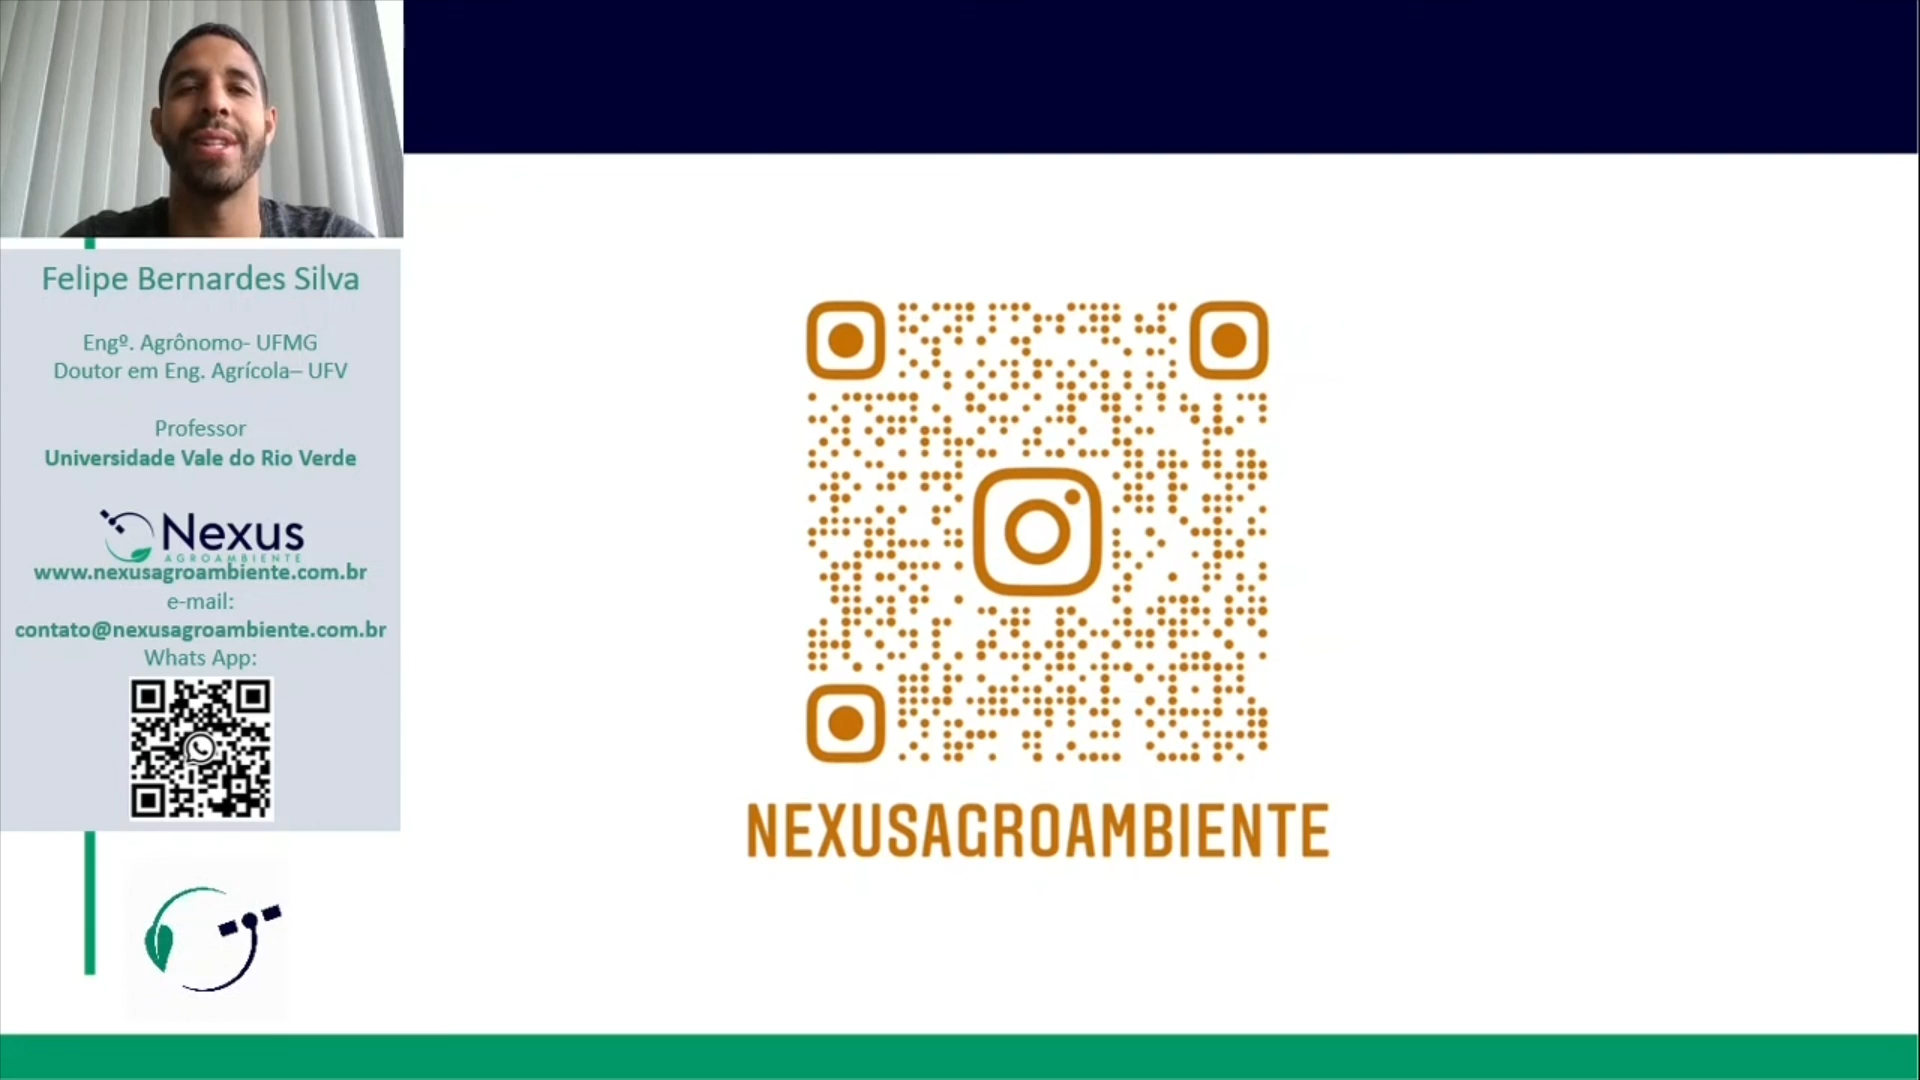 Felipe Bernardes Silva
Engº. Agrônomo- UFMG
Doutor em Eng. Agrícola– UFV
Professor
Universidade Vale do Rio Verde
Nexus
AGROAMBIENTE
www.nexusagroambiente.com.br
e-mail:
contato@nexusagroambiente.com.br
Whats App:
NEXUSAGROAMBIENTE